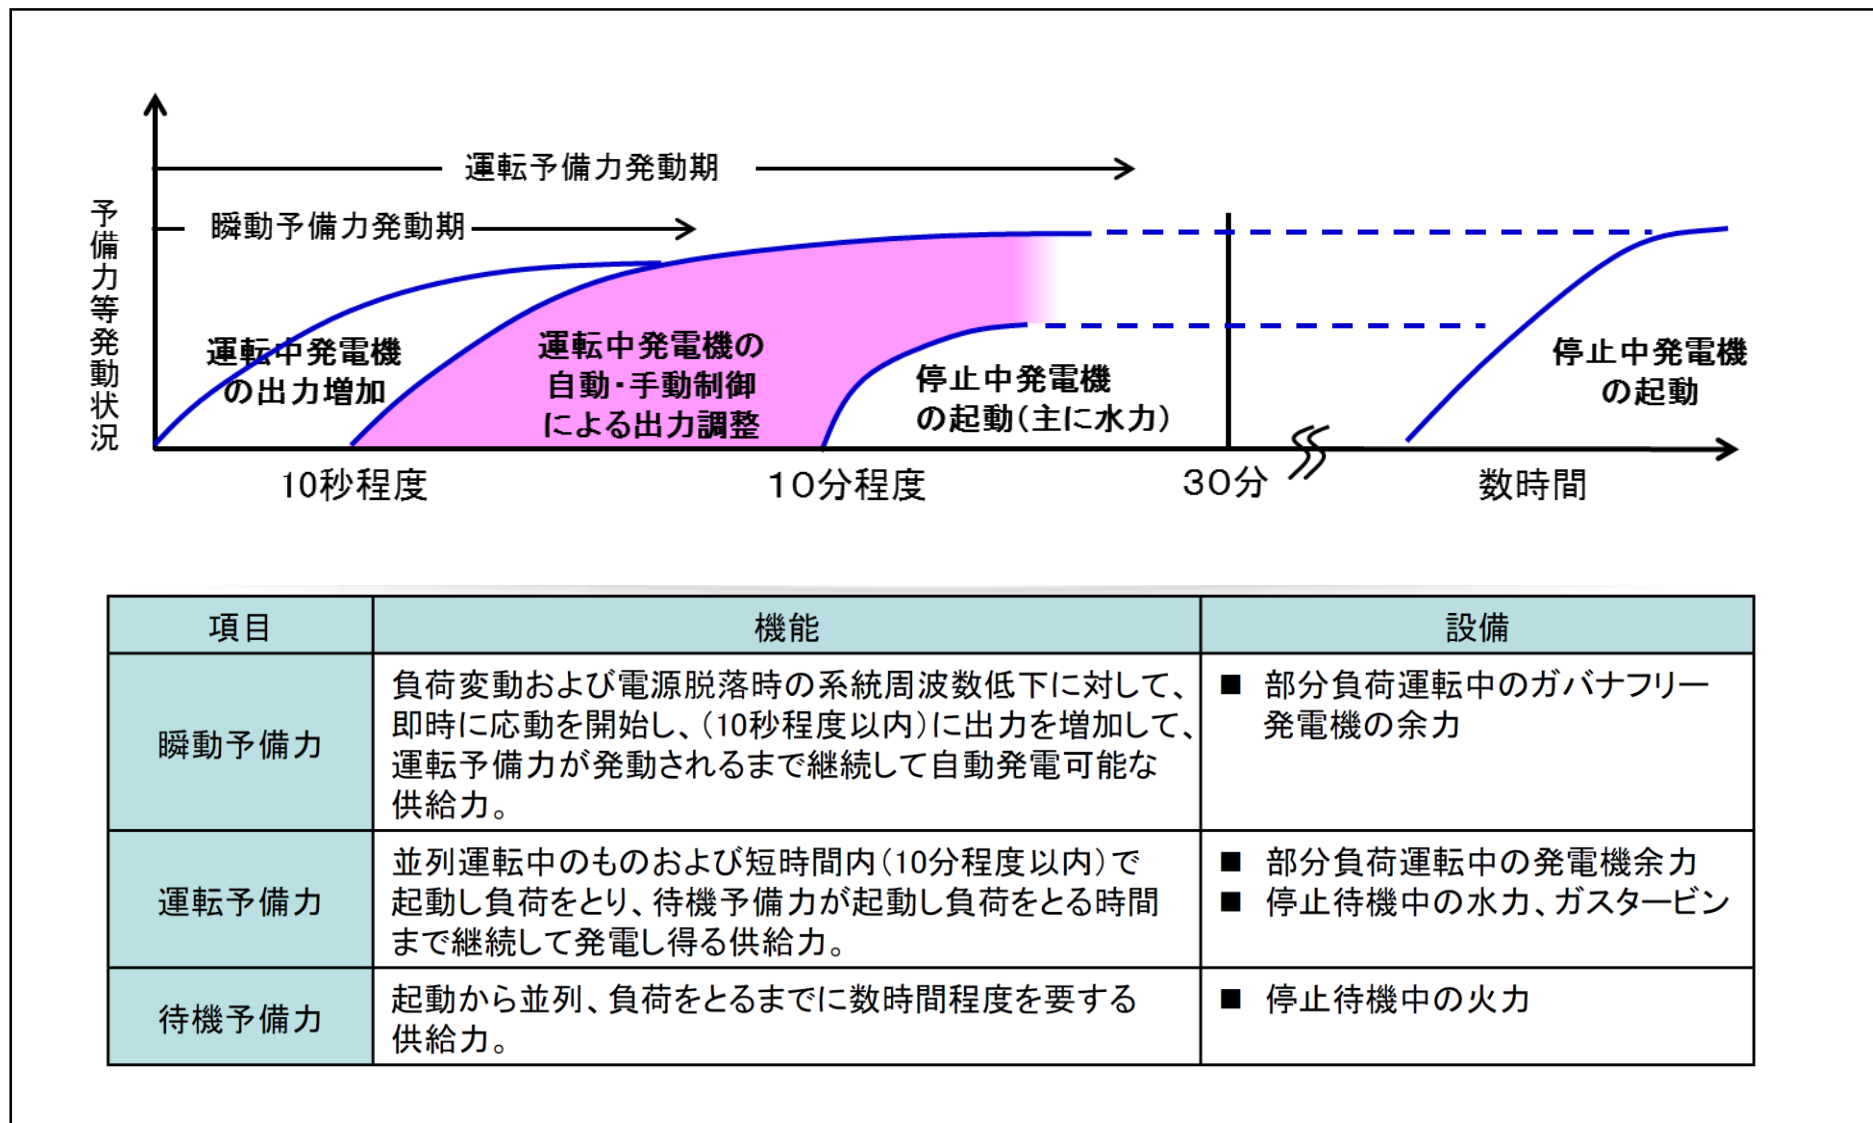 運転予備力発動期
瞬動予備力発動期
予備力等発動状況
運転中発電機
の出力増加
運転中発電機の
自動・手動制御
による出力調整
停止中発電機
の起動(主に水力)
停止中発電機
の起動
10秒程度
10分程度
30分
数時間
項目
機能
設備
瞬動予備力
負荷変動および電源脱落時の系統周波数低下に対して、
即時に応動を開始し、(10秒程度以内)に出力を増加して、
運転予備力が発動されるまで継続して自動発電可能な
供給力。
■ 部分負荷運転中のガバナフリー
発電機の余力
運転予備力
並列運転中のものおよび短時間内(10分程度以内)で
起動し負荷をとり、待機予備力が起動し負荷をとる時間
まで継続して発電し得る供給力。
■ 部分負荷運転中の発電機余力
■ 停止待機中の水力、ガスタービン
待機予備力
起動から並列、負荷をとるまでに数時間程度を要する
供給力。
■ 停止待機中の火力